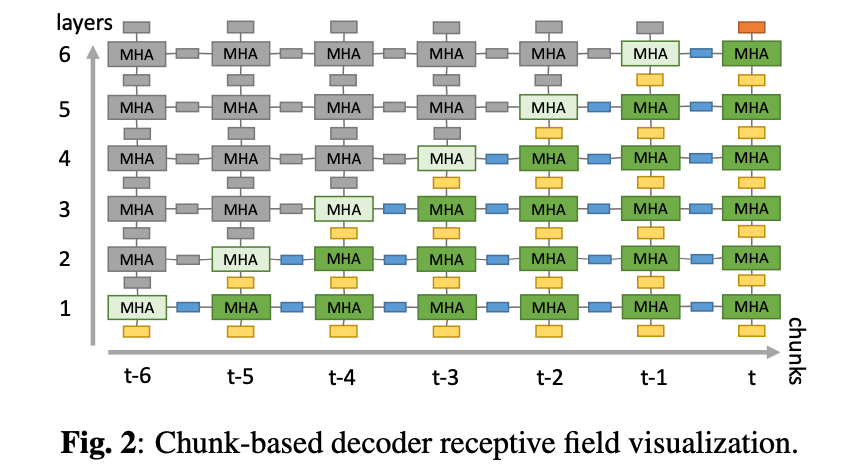 layers
6 MHA MHA MHA MHA MHA MHA MHA
5 MHA MHA MHA MHA MHA MHA MHA
4 MHA MHA MHA MHA MHA MHA MHA
3 MHA MHA MHA MHA MHA MHA MHA
2 MHA MHA MHA MHA MHA MHA MHA
1 MHA MHA MHA MHA MHA MHA MHA
t-6 t-5 t-4 t-3 t-2 t-1 t
chunks
Fig. 2: Chunk-based decoder receptive field visualization.